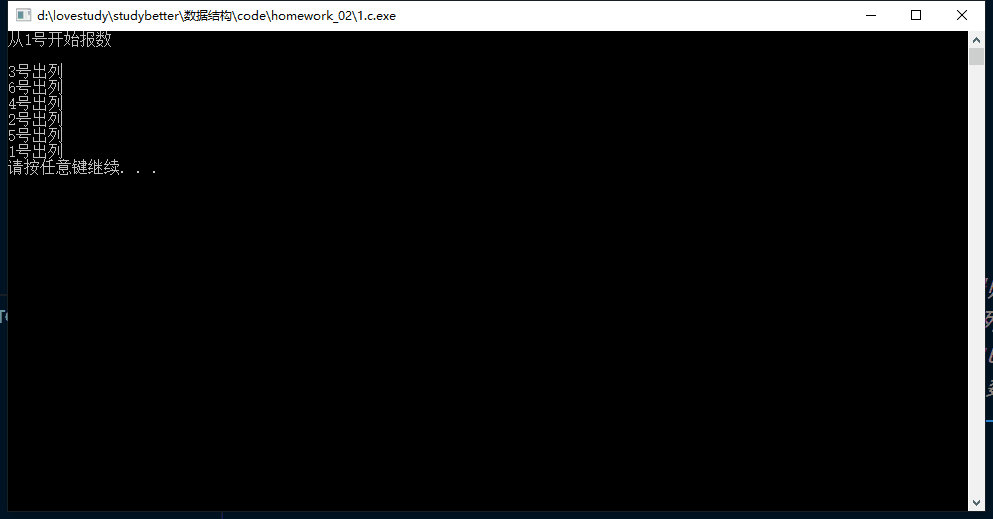 d:\lovestudy\studybetter\数据结构\code\homework_02\1.c.exe
从1号开始报数
3号出列
6号出列
4号出列
2号出列
5号出列
1号出列
请按任意键继续. . .